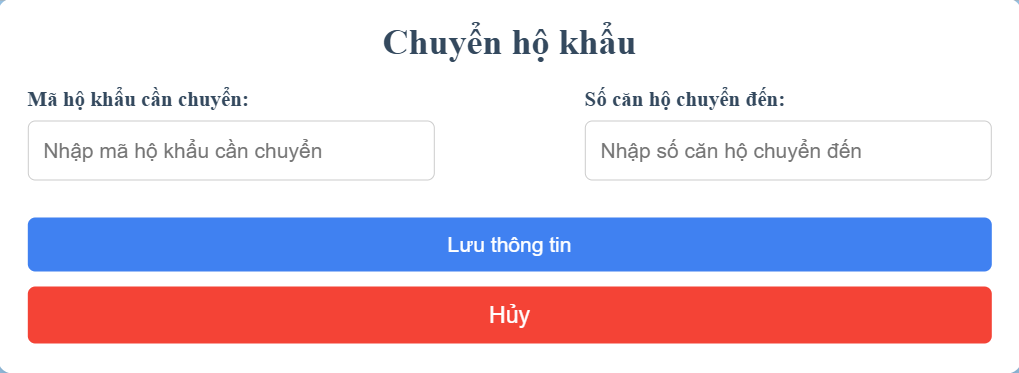 Chuyển hộ khẩu
Mã hộ khẩu cần chuyển:
Số căn hộ chuyển đến:
Nhập mã hộ khẩu cần chuyển
Nhập số căn hộ chuyển đến
Lưu thông tin
Hủy